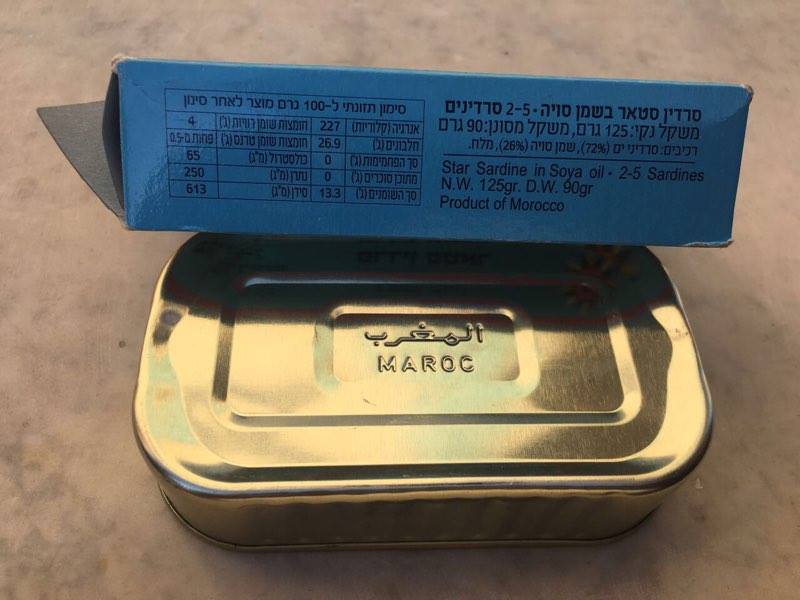 סרדין סטאר בשמן סויה • 2-5 סרדינים
משקל נקי: 125 גרם, משקל מסונן: 90 גרם
רכיבים: סרדיני ים (72%), שמן סויה (26%), מלח.
Star Sardine in Soya oil • 2-5 Sardines
N.W. 125gr. D.W. 90gr
Product of Morocco
סימון תזונתי ל-100 גרם מוצר לאחר סינון
אנרגיה (קלוריות) 227 חומצות שומן רוויות (ג') 4
חלבונים (ג') 26.9 חומצות שומן טרנס (ג') פחות מ-0.5
סך הפחמימות (ג') 0 כולסטרול (מ"ג) 65
מתוכן סוכרים (ג') 0 נתרן (מ"ג) 250
סך השומנים (ג') 13.3 סידן (מ"ג) 613
المغرب
MAROC